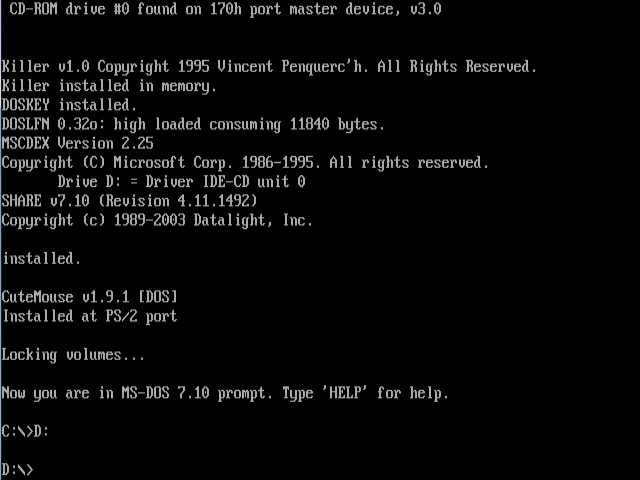 CD-ROM drive #0 found on 170h port master device, v3.0
Killer v1.0 Copyright 1995 Vincent Penquerc'h. All Rights Reserved.
Killer installed in memory.
DOSKEY installed.
DOSLFN 0.32o: high loaded consuming 11840 bytes.
MSCDEX Version 2.25
Copyright (C) Microsoft Corp. 1986-1995. All rights reserved.
Drive D: = Driver IDE-CD unit 0
SHARE v7.10 (Revision 4.11.1492)
Copyright (c) 1989-2003 Datalight, Inc.
installed.
CuteMouse v1.9.1 [DOS]
Installed at PS/2 port
Locking volumes...
Now you are in MS-DOS 7.10 prompt. Type 'HELP' for help.
C:\>D:
D:\>